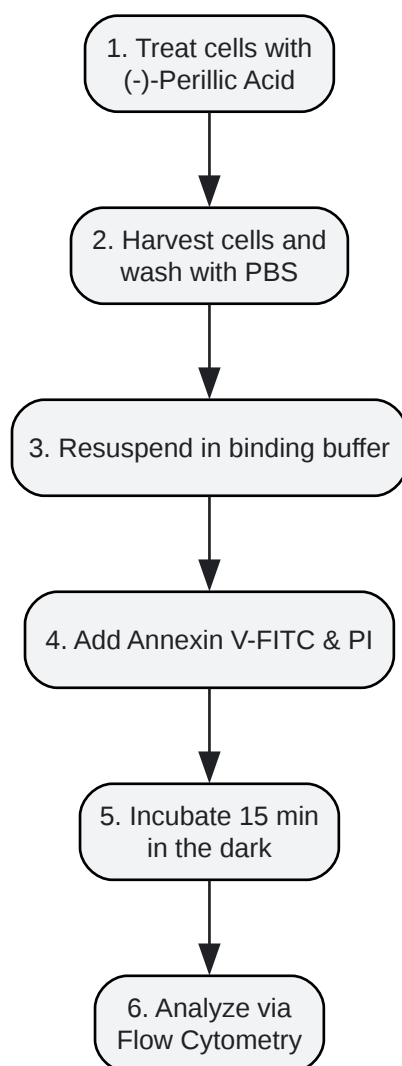 1. Treat cells with
(-)-Perillic Acid
2. Harvest cells and
wash with PBS
3. Resuspend in binding buffer
4. Add Annexin V-FITC & PI
5. Incubate 15 min
in the dark
6. Analyze via
Flow Cytometry